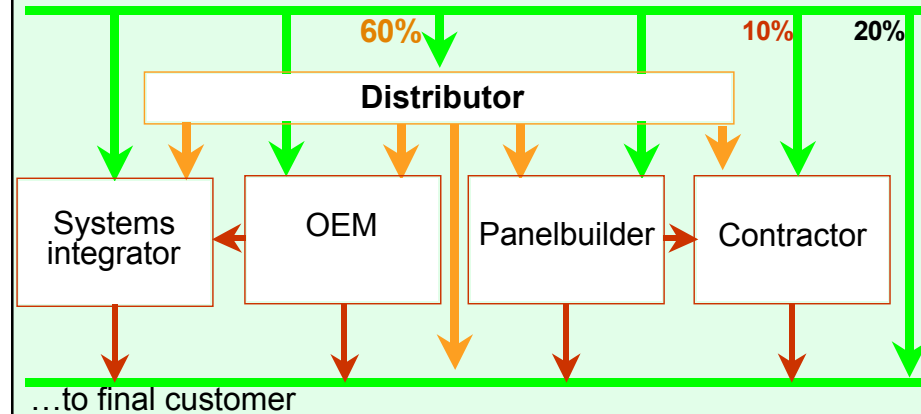 60%
10%
20%
Distributor
Systems
integrator
OEM
Panelbuilder
Contractor
…to final customer